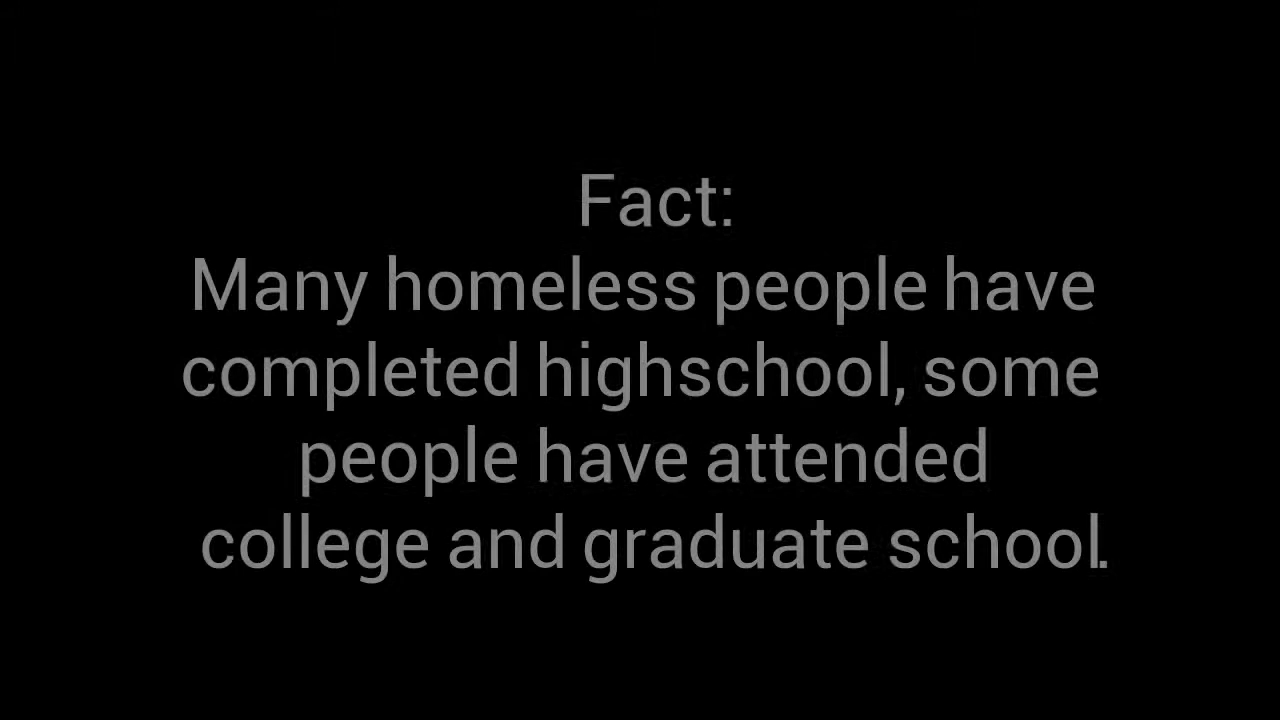 Fact:
Many homeless people have
completed highschool, some
people have attended
college and graduate school.